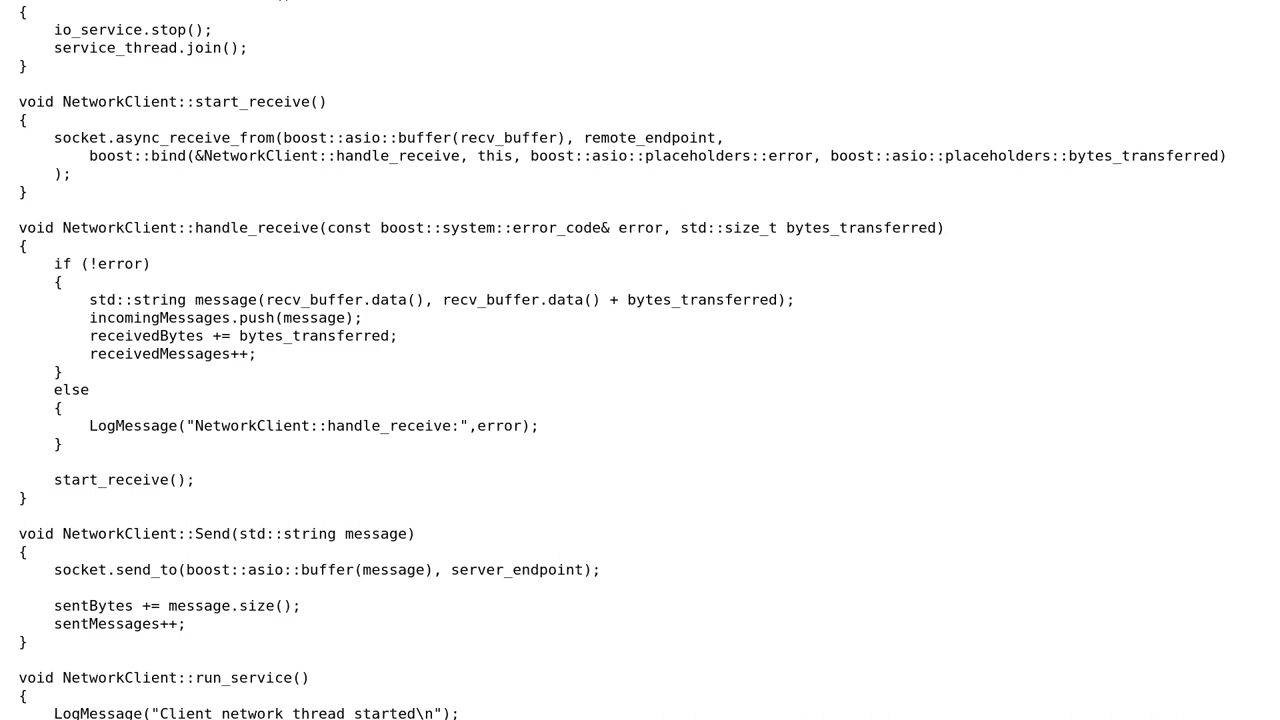 {
    io_service.stop();
    service_thread.join();
}

void NetworkClient::start_receive()
{
    socket.async_receive_from(boost::asio::buffer(recv_buffer), remote_endpoint,
        boost::bind(&NetworkClient::handle_receive, this, boost::asio::placeholders::error, boost::asio::placeholders::bytes_transferred)
    );
}

void NetworkClient::handle_receive(const boost::system::error_code& error, std::size_t bytes_transferred)
{
    if (!error)
    {
        std::string message(recv_buffer.data(), recv_buffer.data() + bytes_transferred);
        incomingMessages.push(message);
        receivedBytes += bytes_transferred;
        receivedMessages++;
    }
    else
    {
        LogMessage("NetworkClient::handle_receive:",error);
    }

    start_receive();
}

void NetworkClient::Send(std::string message)
{
    socket.send_to(boost::asio::buffer(message), server_endpoint);

    sentBytes += message.size();
    sentMessages++;
}

void NetworkClient::run_service()
{
    LogMessage("Client network thread started\n");